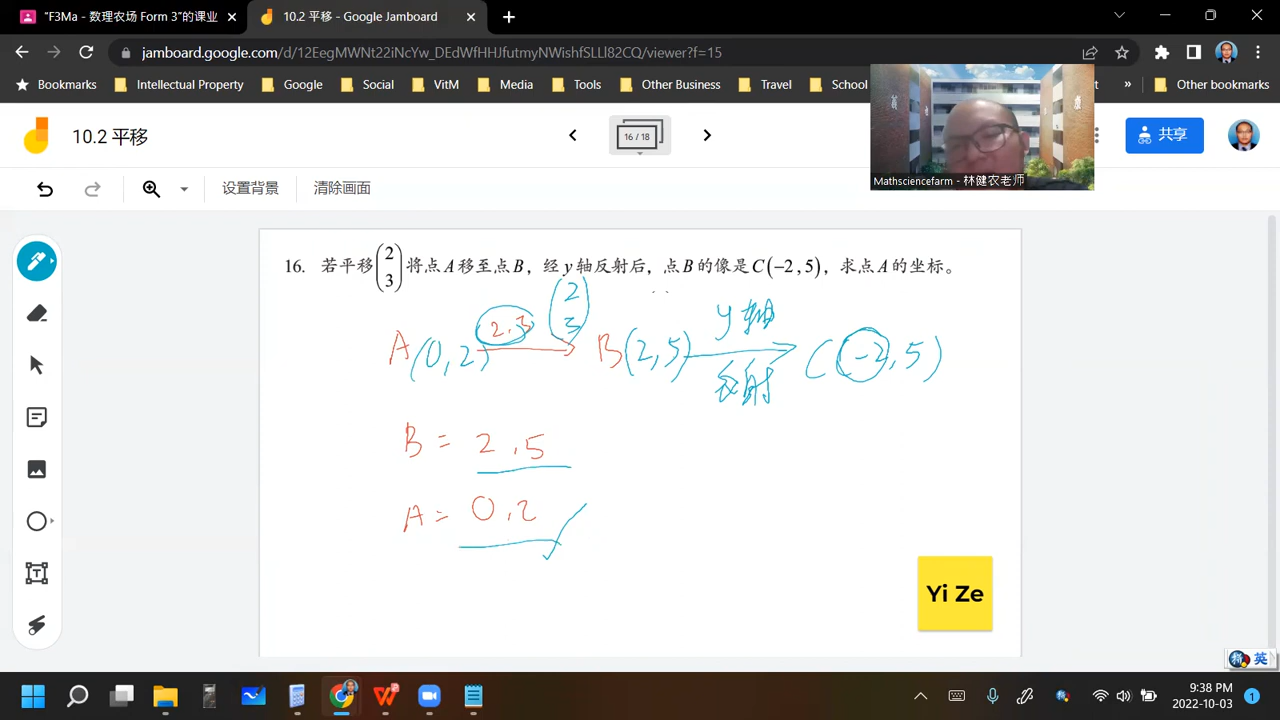 "F3Ma - 数理农场 Form 3"的课业
10.2 平移 - Google Jamboard
jamboard.google.com/d/12EegMWNt22iNcYw_DEdWfHHJfutmyNWishfSLLl82CQ/viewer?f=15
Bookmarks Intellectual Property Google Social VitM Media Tools Other Business Travel School t » Other bookmarks
10.2 平移
16 / 18
共享
Mathsciencefarm - 林健农老师
设置背景 清除画面
16. 若平移(2 3)将点A移至点B，经y轴反射后，点B的像是C(−2,5)，求点A的坐标。
A(0,2) 2,3 (2 3) B(2,5) y轴 反射 C(-2,5)
B = 2,5
A = 0,2
Yi Ze
英
9:38 PM
2022-10-03
1